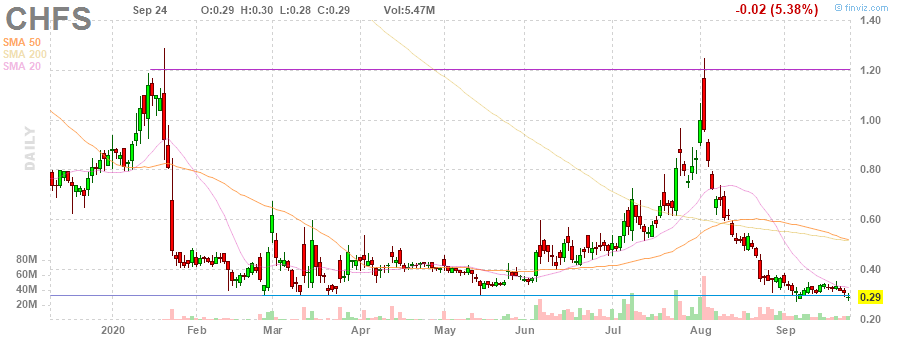 CHFS
Sep 24 O:0.29 H:0.30 L:0.28 C:0.29 Vol:5.47M -0.02 (5.38%)
© finviz.com
SMA 50
SMA 200
SMA 20
DAILY
1.40
1.20
1.00
0.80
0.60
0.40
0.29
0.20
80M
60M
40M
20M
2020 Feb Mar Apr May Jun Jul Aug Sep